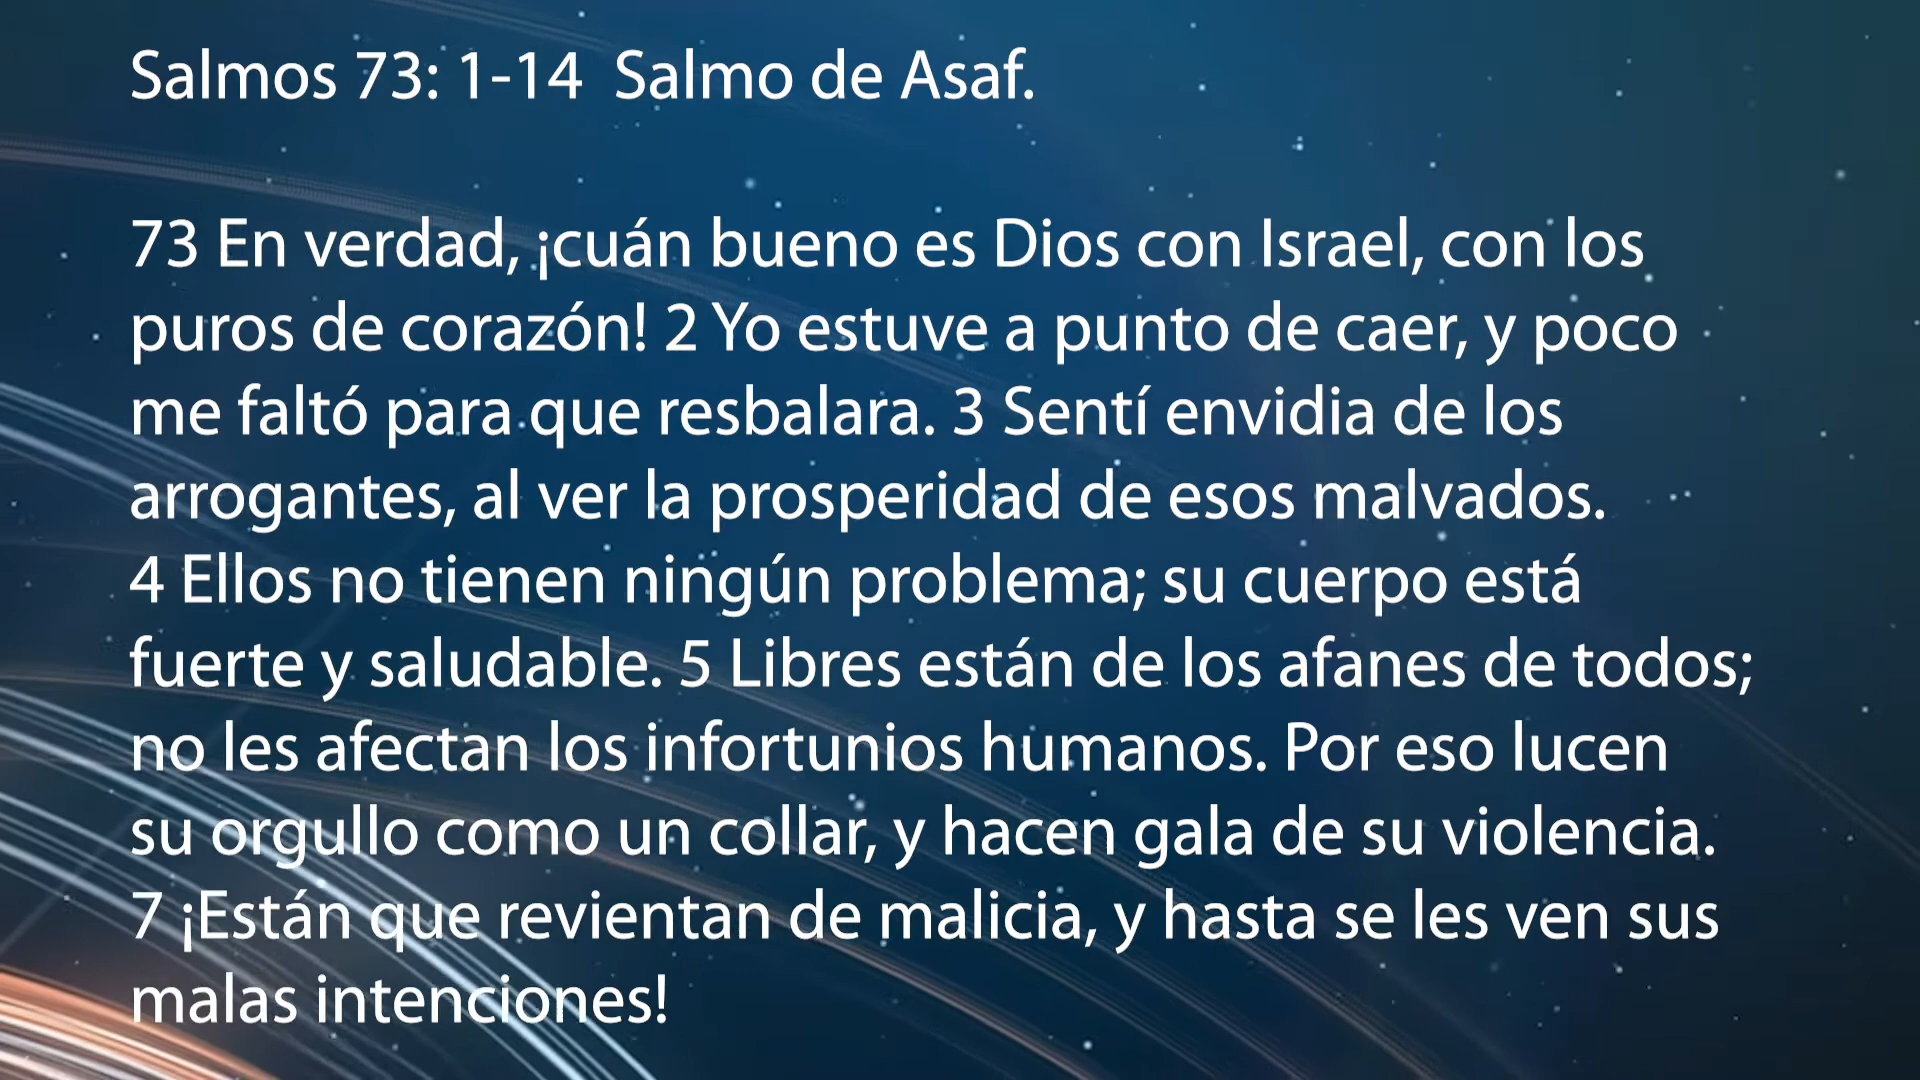 Salmos 73: 1-14  Salmo de Asaf.
73 En verdad, ¡cuán bueno es Dios con Israel, con los
puros de corazón! 2 Yo estuve a punto de caer, y poco
me faltó para que resbalara. 3 Sentí envidia de los
arrogantes, al ver la prosperidad de esos malvados.
4 Ellos no tienen ningún problema; su cuerpo está
fuerte y saludable. 5 Libres están de los afanes de todos;
no les afectan los infortunios humanos. Por eso lucen
su orgullo como un collar, y hacen gala de su violencia.
7 ¡Están que revientan de malicia, y hasta se les ven sus
malas intenciones!